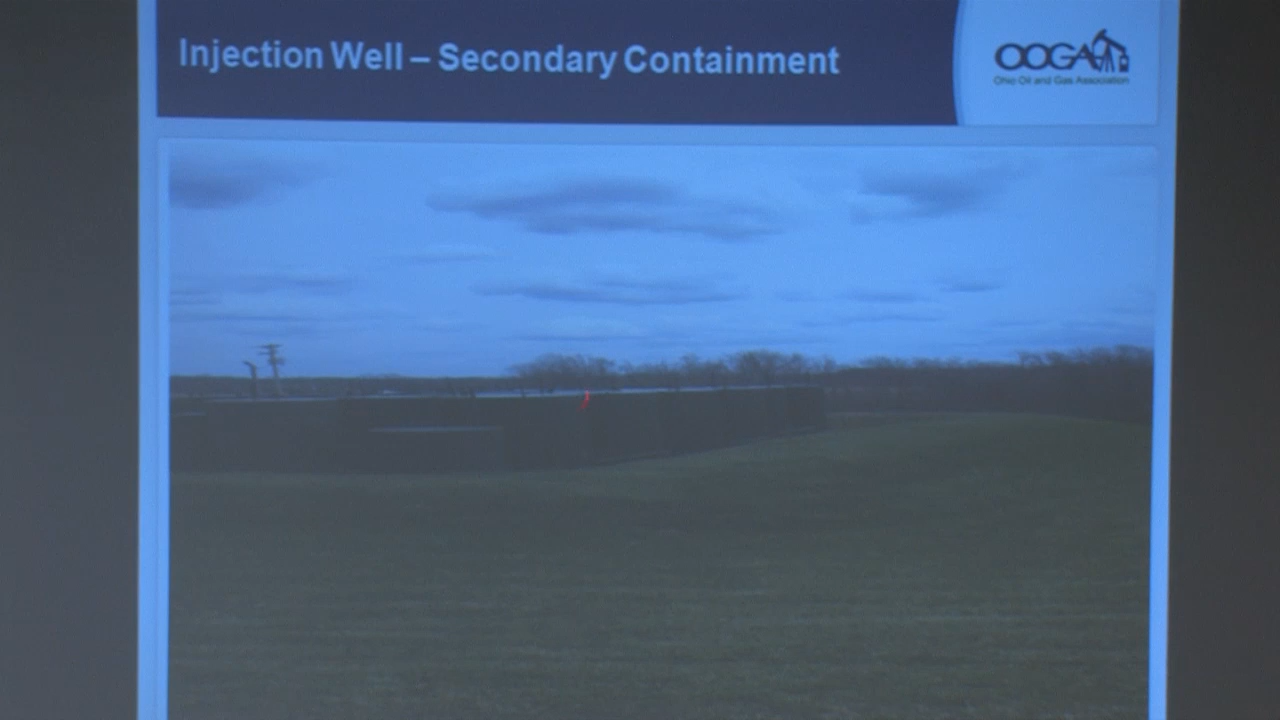 Injection Well – Secondary Containment
OOGA
Ohio Oil and Gas Association